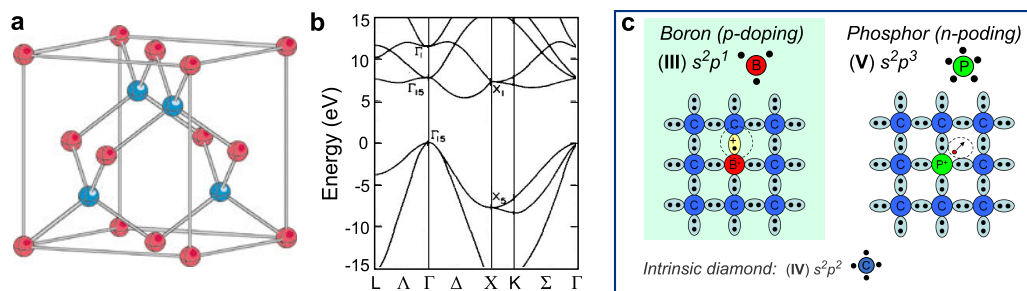 a
b
15
10
5
0
-5
-10
-15
Energy (eV)
Γ1
Γ15
X1
Γ15
X5
L Λ Γ Δ X K Σ Γ
c
Boron (p-doping)
(III) s²p¹
B
Phosphor (n-poding)
(V) s²p³
P
C C C
+
C B- C
C C C
C C C
C P+ C
C C C
Intrinsic diamond: (IV) s²p²
C